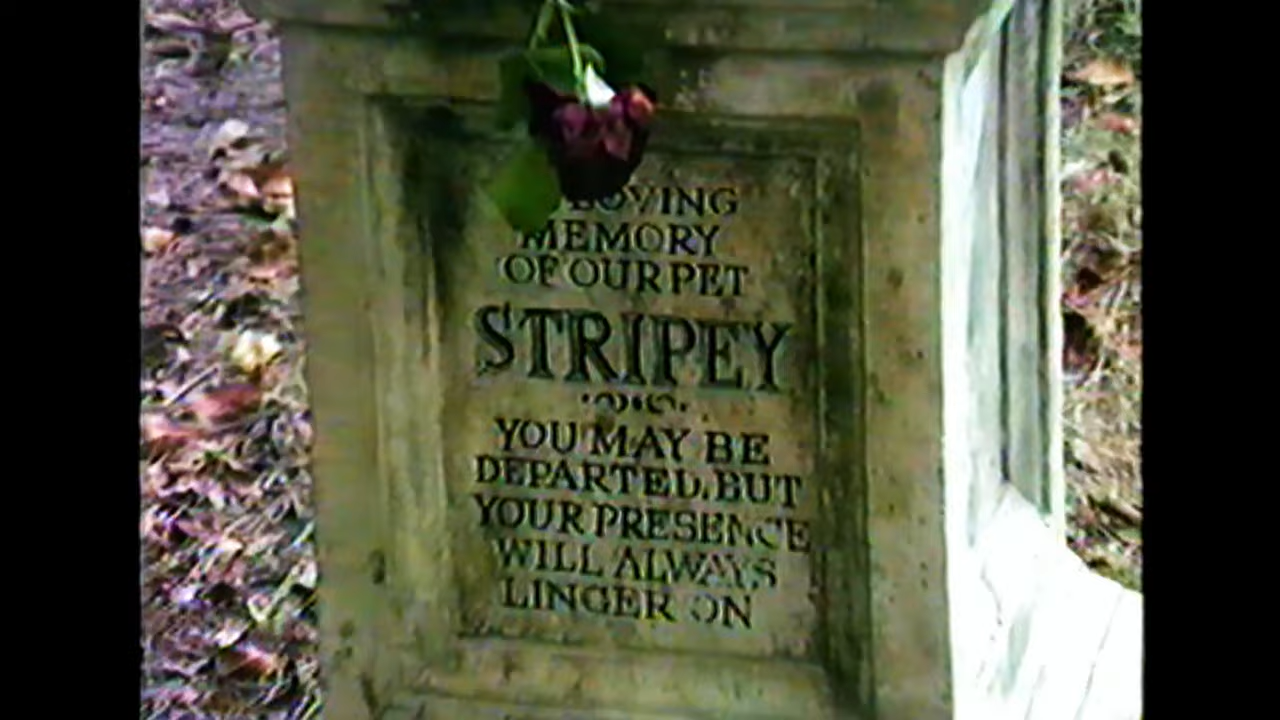 LOVING
MEMORY
OF OUR PET
STRIPEY
YOU MAY BE
DEPARTED, BUT
YOUR PRESENCE
WILL ALWAYS
LINGER ON